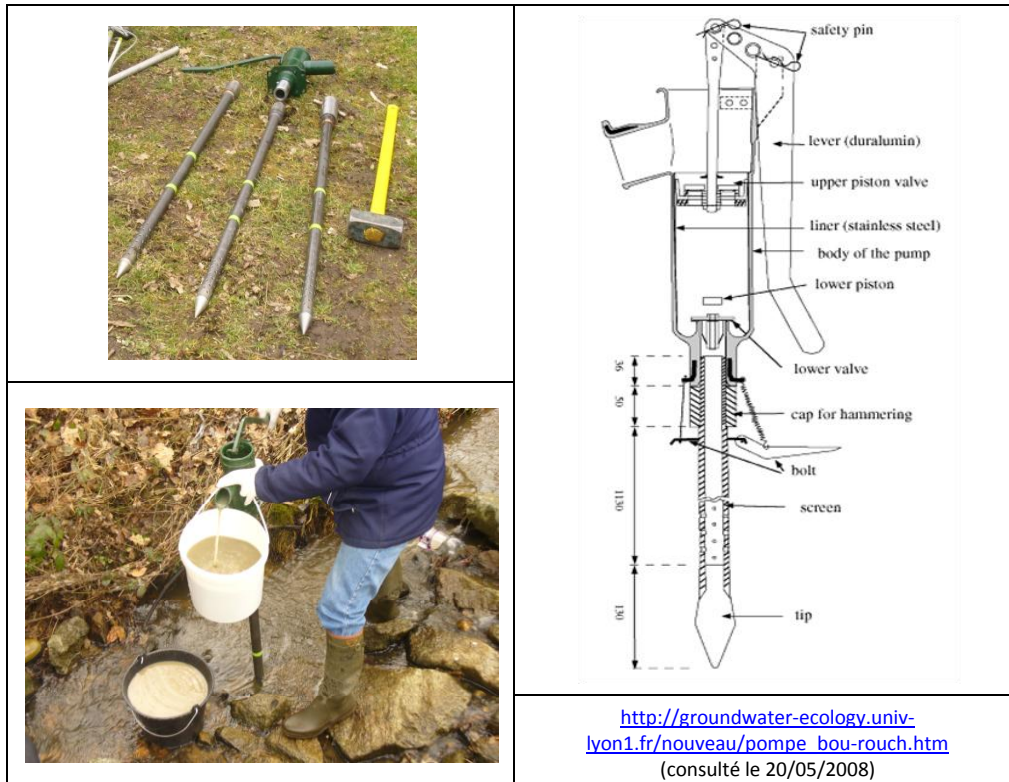 safety pin
lever (duralumin)
upper piston valve
liner (stainless steel)
body of the pump
lower piston
lower valve
36
50
cap for hammering
bolt
1130
screen
130
tip
http://groundwater-ecology.univ-
lyon1.fr/nouveau/pompe_bou-rouch.htm
(consulté le 20/05/2008)